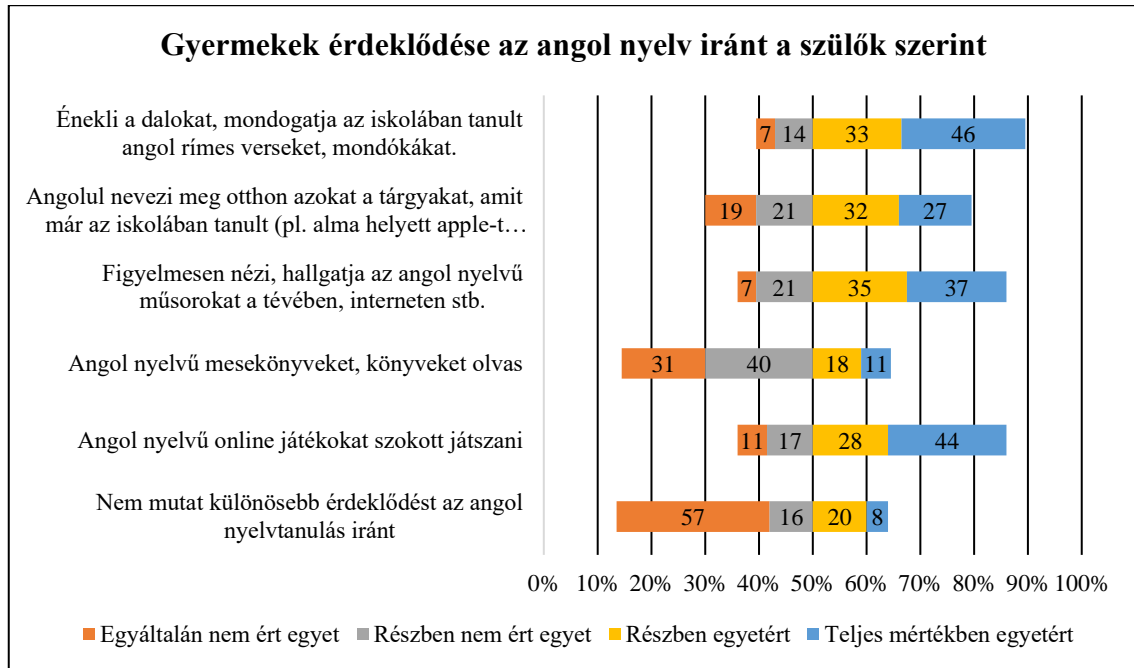 Gyermekek érdeklődése az angol nyelv iránt a szülők szerint
Énekli a dalokat, mondogatja az iskolában tanult
angol rímes verseket, mondókákat.
7 14 33 46
Angolul nevezi meg otthon azokat a tárgyakat, amit
már az iskolában tanult (pl. alma helyett apple-t…
19 21 32 27
Figyelmesen nézi, hallgatja az angol nyelvű
műsorokat a tévében, interneten stb.
7 21 35 37
Angol nyelvű mesekönyveket, könyveket olvas
31 40 18 11
Angol nyelvű online játékokat szokott játszani
11 17 28 44
Nem mutat különösebb érdeklődést az angol
nyelvtanulás iránt
57 16 20 8
0% 10% 20% 30% 40% 50% 60% 70% 80% 90% 100%
Egyáltalán nem ért egyet Részben nem ért egyet Részben egyetért Teljes mértékben egyetért